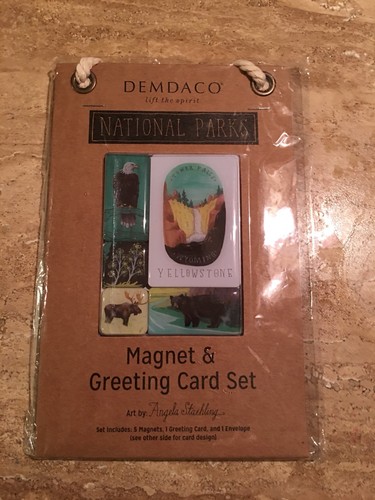 DEMDACO
lift the spirit
NATIONAL PARKS
TOWER FALLS
YELLOWSTONE
Magnet &
Greeting Card Set
Art by: Angela Staehling
Set Includes: 5 Magnets, 1 Greeting Card, and 1 Envelope
(see other side for card design)